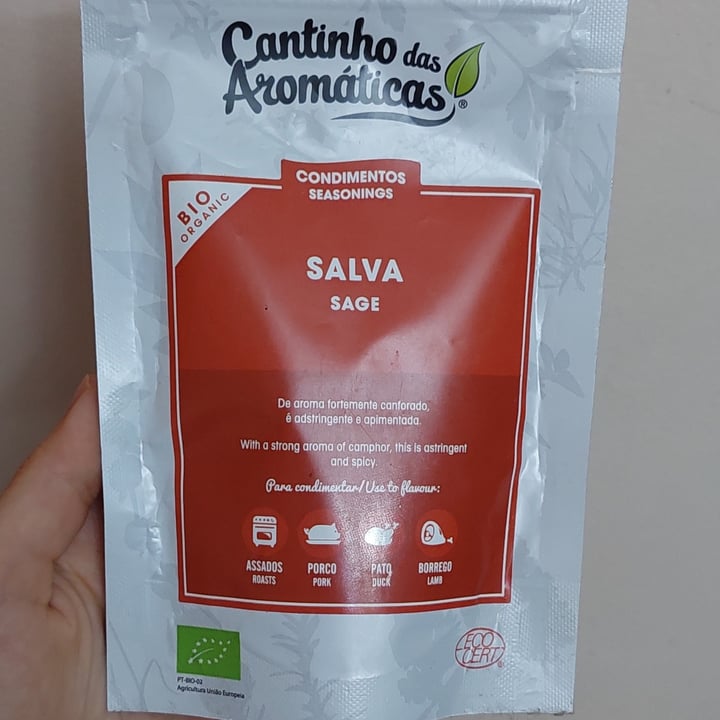 Cantinho das
Aromáticas®
CONDIMENTOS
SEASONINGS
BIO
ORGANIC
SALVA
SAGE
De aroma fortemente canforado,
é adstringente e apimentada.
With a strong aroma of camphor, this is astringent
and spicy.
Para condimentar/Use to flavour:
ASSADOS PORCO PATO BORREGO
ROASTS PORK DUCK LAMB
PT-BIO-02
Agricultura União Europeia
ECO
CERT®